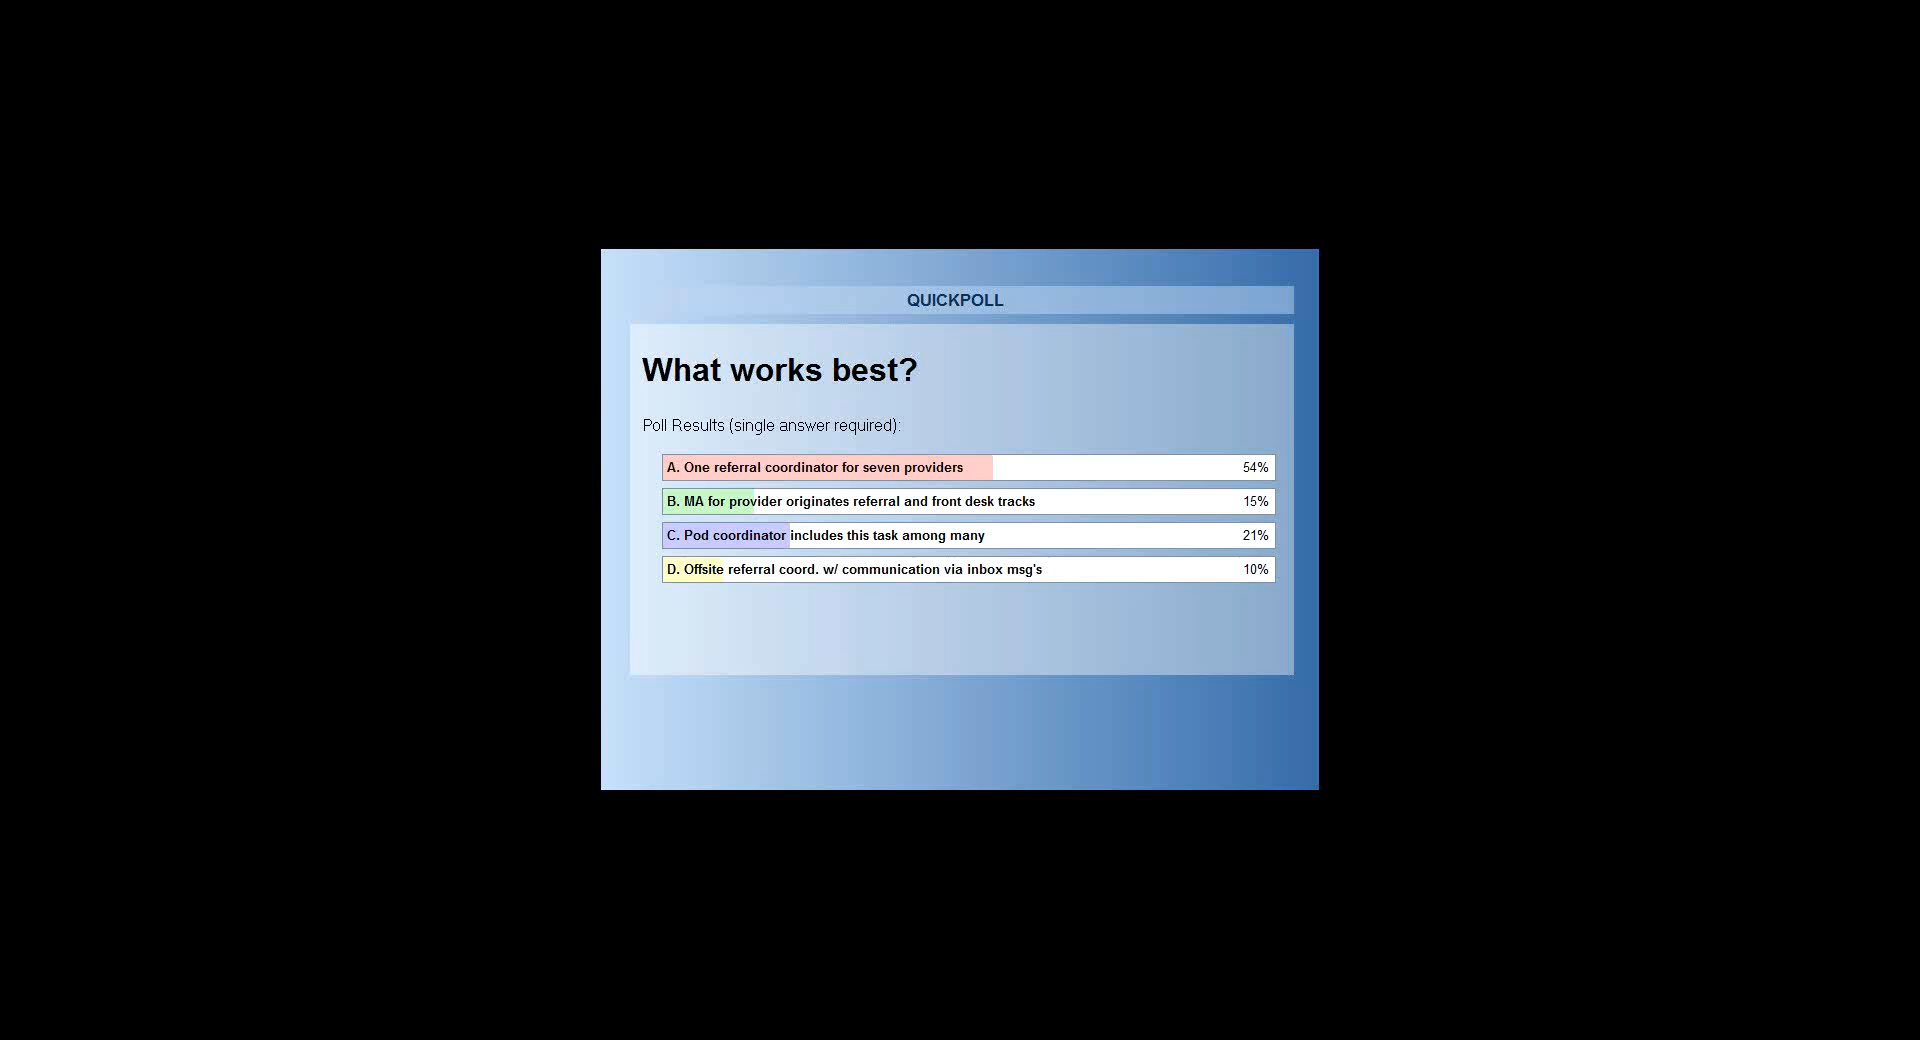 QUICKPOLL
What works best?
Poll Results (single answer required):
A. One referral coordinator for seven providers 54%
B. MA for provider originates referral and front desk tracks 15%
C. Pod coordinator includes this task among many 21%
D. Offsite referral coord. w/ communication via inbox msg's 10%